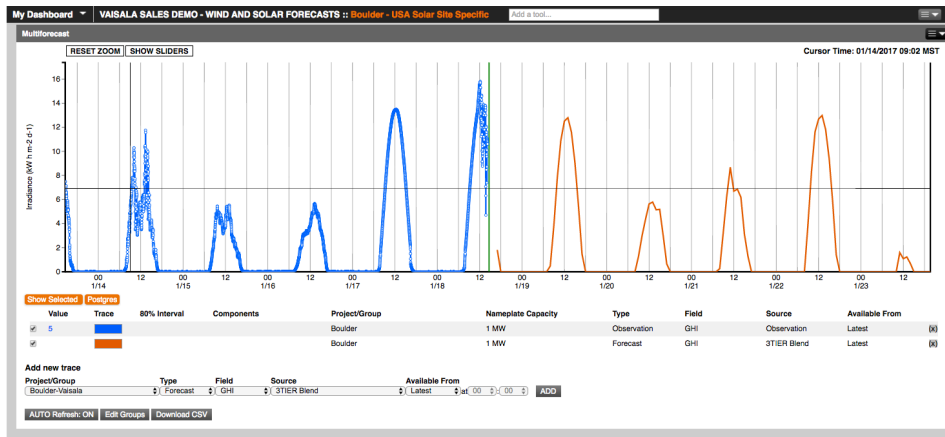 My Dashboard VAISALA SALES DEMO - WIND AND SOLAR FORECASTS :: Boulder - USA Solar Site Specific Add a tool...
Multiforecast
RESET ZOOM SHOW SLIDERS Cursor Time: 01/14/2017 09:02 MST
Irradiance (kW h m-2 d-1)
16
14
12
10
8
6
4
2
0
00 12 00 12 00 12 00 12 00 12 00 12 00 12 00 12 00 12 00 12
1/14 1/15 1/16 1/17 1/18 1/19 1/20 1/21 1/22 1/23
Show Selected Postgres
Value Trace 80% Interval Components Project/Group Nameplate Capacity Type Field Source Available From
5 Boulder 1 MW Observation GHI Observation Latest (x)
Boulder 1 MW Forecast GHI 3TIER Blend Latest (x)
Add new trace
Project/Group Type Field Source Available From
Boulder-Vaisala Forecast GHI 3TIER Blend Latest at 00 : 00 ADD
AUTO Refresh: ON Edit Groups Download CSV